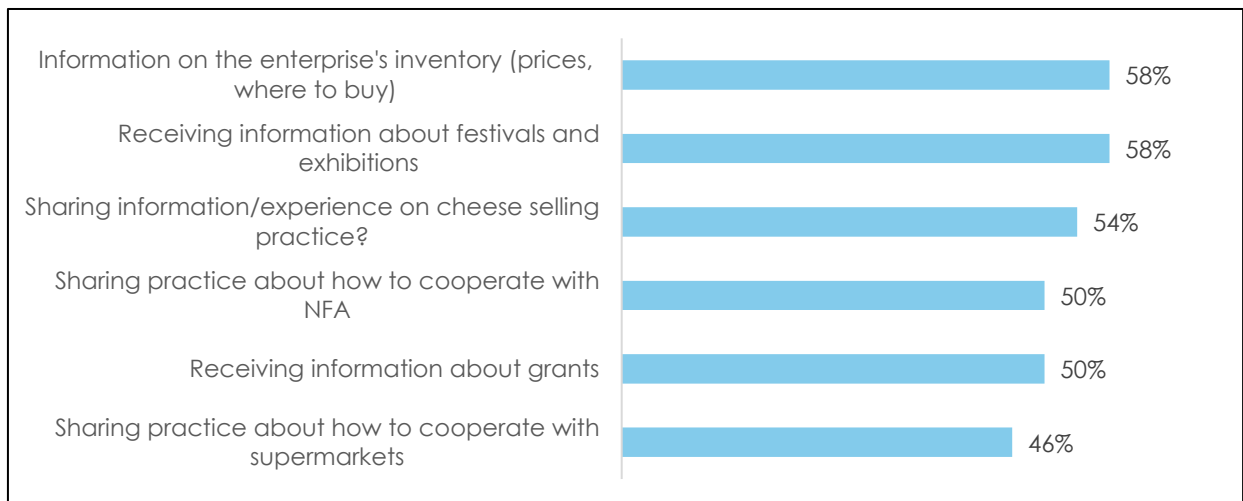 Information on the enterprise's inventory (prices,
where to buy)
58%
Receiving information about festivals and
exhibitions
58%
Sharing information/experience on cheese selling
practice?
54%
Sharing practice about how to cooperate with
NFA
50%
Receiving information about grants
50%
Sharing practice about how to cooperate with
supermarkets
46%